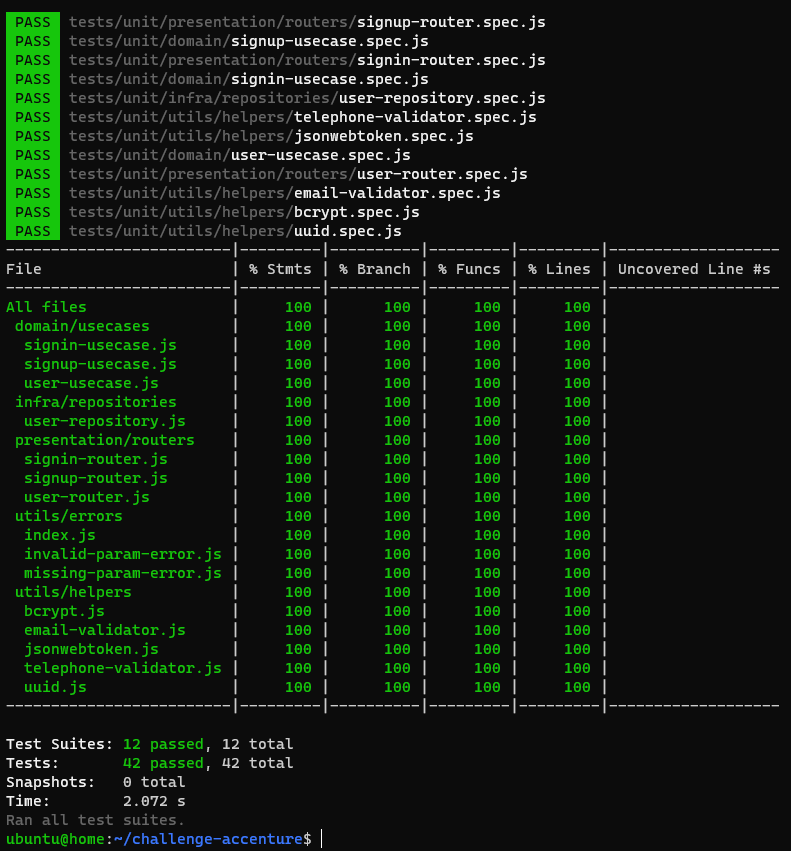 PASS tests/unit/presentation/routers/signup-router.spec.js
PASS tests/unit/domain/signup-usecase.spec.js
PASS tests/unit/presentation/routers/signin-router.spec.js
PASS tests/unit/domain/signin-usecase.spec.js
PASS tests/unit/infra/repositories/user-repository.spec.js
PASS tests/unit/utils/helpers/telephone-validator.spec.js
PASS tests/unit/utils/helpers/jsonwebtoken.spec.js
PASS tests/unit/domain/user-usecase.spec.js
PASS tests/unit/presentation/routers/user-router.spec.js
PASS tests/unit/utils/helpers/email-validator.spec.js
PASS tests/unit/utils/helpers/bcrypt.spec.js
PASS tests/unit/utils/helpers/uuid.spec.js
-------------------------|---------|----------|---------|---------|-------------------
File                     | % Stmts | % Branch | % Funcs | % Lines | Uncovered Line #s
-------------------------|---------|----------|---------|---------|-------------------
All files                |     100 |      100 |     100 |     100 |
 domain/usecases         |     100 |      100 |     100 |     100 |
  signin-usecase.js      |     100 |      100 |     100 |     100 |
  signup-usecase.js      |     100 |      100 |     100 |     100 |
  user-usecase.js        |     100 |      100 |     100 |     100 |
 infra/repositories      |     100 |      100 |     100 |     100 |
  user-repository.js     |     100 |      100 |     100 |     100 |
 presentation/routers    |     100 |      100 |     100 |     100 |
  signin-router.js       |     100 |      100 |     100 |     100 |
  signup-router.js       |     100 |      100 |     100 |     100 |
  user-router.js         |     100 |      100 |     100 |     100 |
 utils/errors            |     100 |      100 |     100 |     100 |
  index.js               |     100 |      100 |     100 |     100 |
  invalid-param-error.js |     100 |      100 |     100 |     100 |
  missing-param-error.js |     100 |      100 |     100 |     100 |
 utils/helpers           |     100 |      100 |     100 |     100 |
  bcrypt.js              |     100 |      100 |     100 |     100 |
  email-validator.js     |     100 |      100 |     100 |     100 |
  jsonwebtoken.js        |     100 |      100 |     100 |     100 |
  telephone-validator.js |     100 |      100 |     100 |     100 |
  uuid.js                |     100 |      100 |     100 |     100 |
-------------------------|---------|----------|---------|---------|-------------------
Test Suites: 12 passed, 12 total
Tests:       42 passed, 42 total
Snapshots:   0 total
Time:        2.072 s
Ran all test suites.
ubuntu@home:~/challenge-accenture$